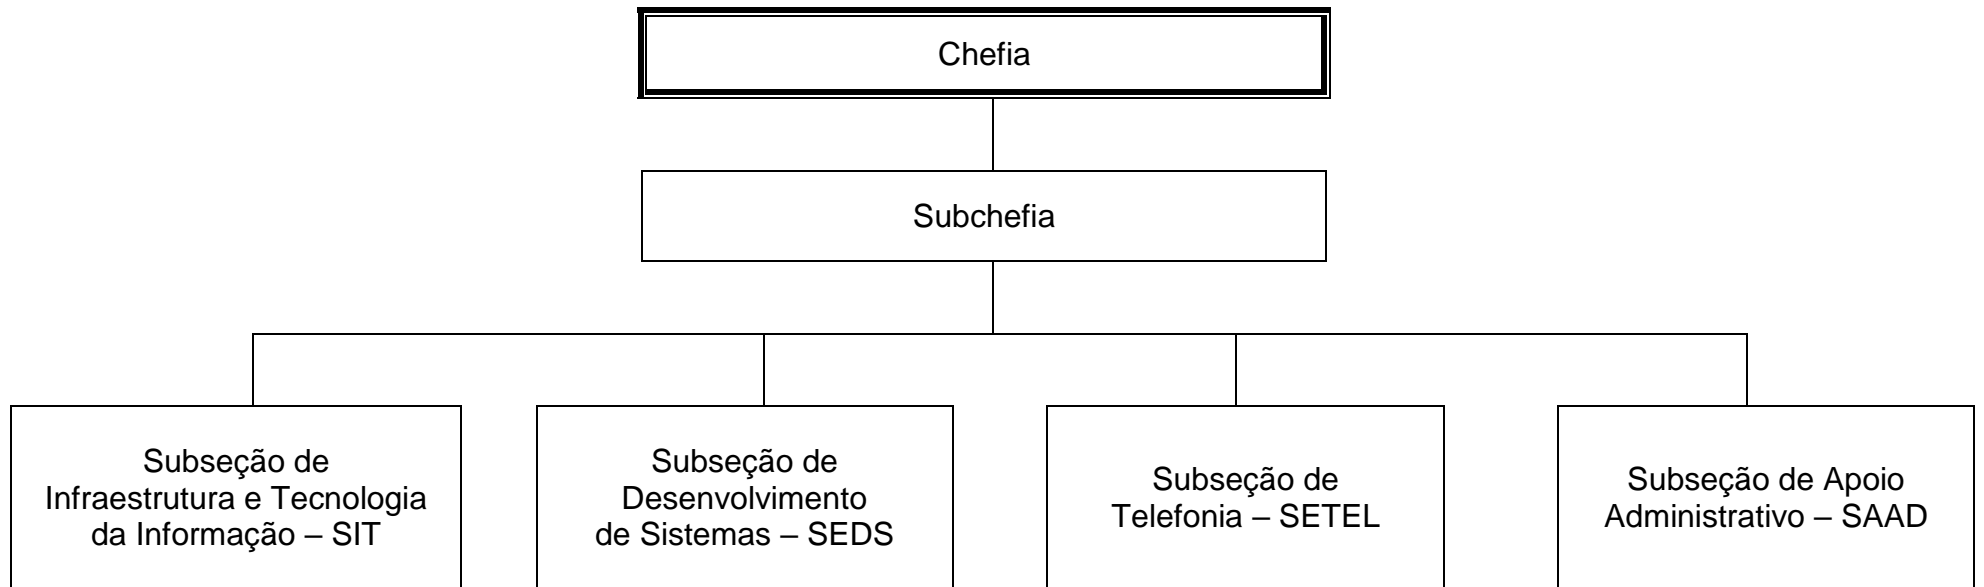 Chefia
Subchefia
Subseção de
Infraestrutura e Tecnologia
da Informação – SIT
Subseção de
Desenvolvimento
de Sistemas – SEDS
Subseção de
Telefonia – SETEL
Subseção de Apoio
Administrativo – SAAD